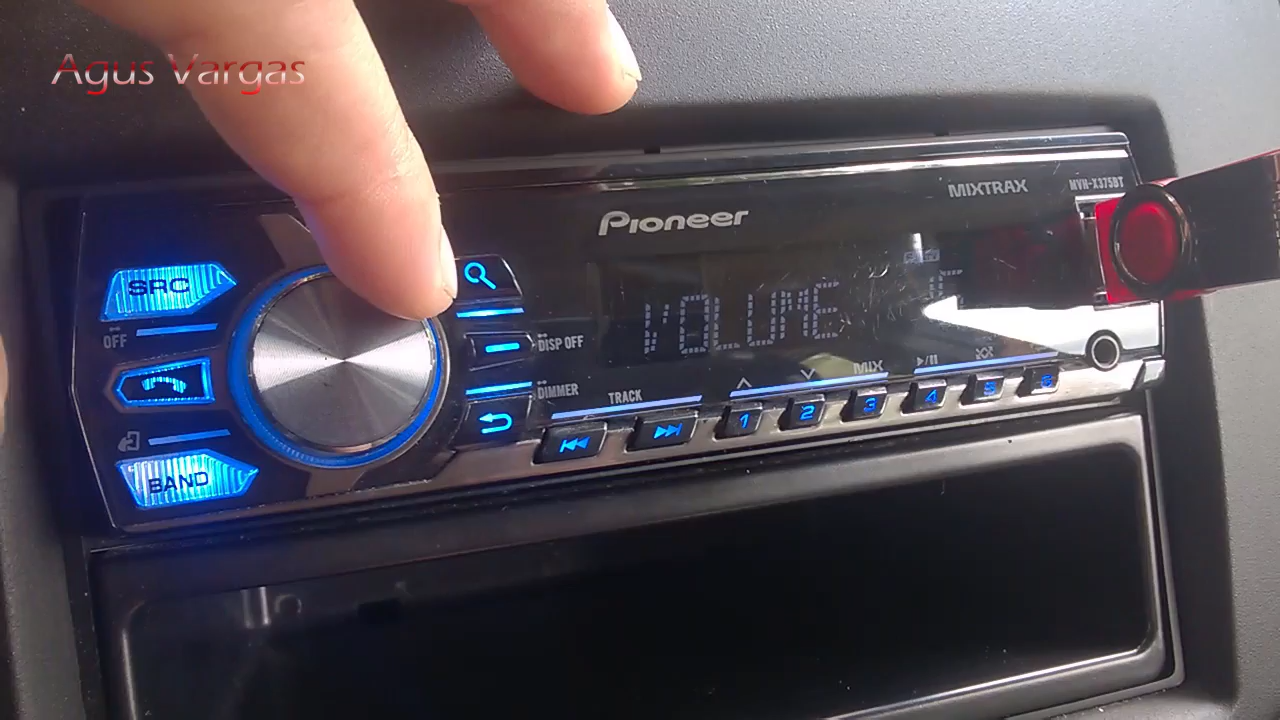 Agus Vargas
MIXTRAX
MVH-X375BT
Pioneer
SRC
OFF
DISP OFF
VOLUME
DIMMER
TRACK
MIX
1 2 3 4 5 6
BAND